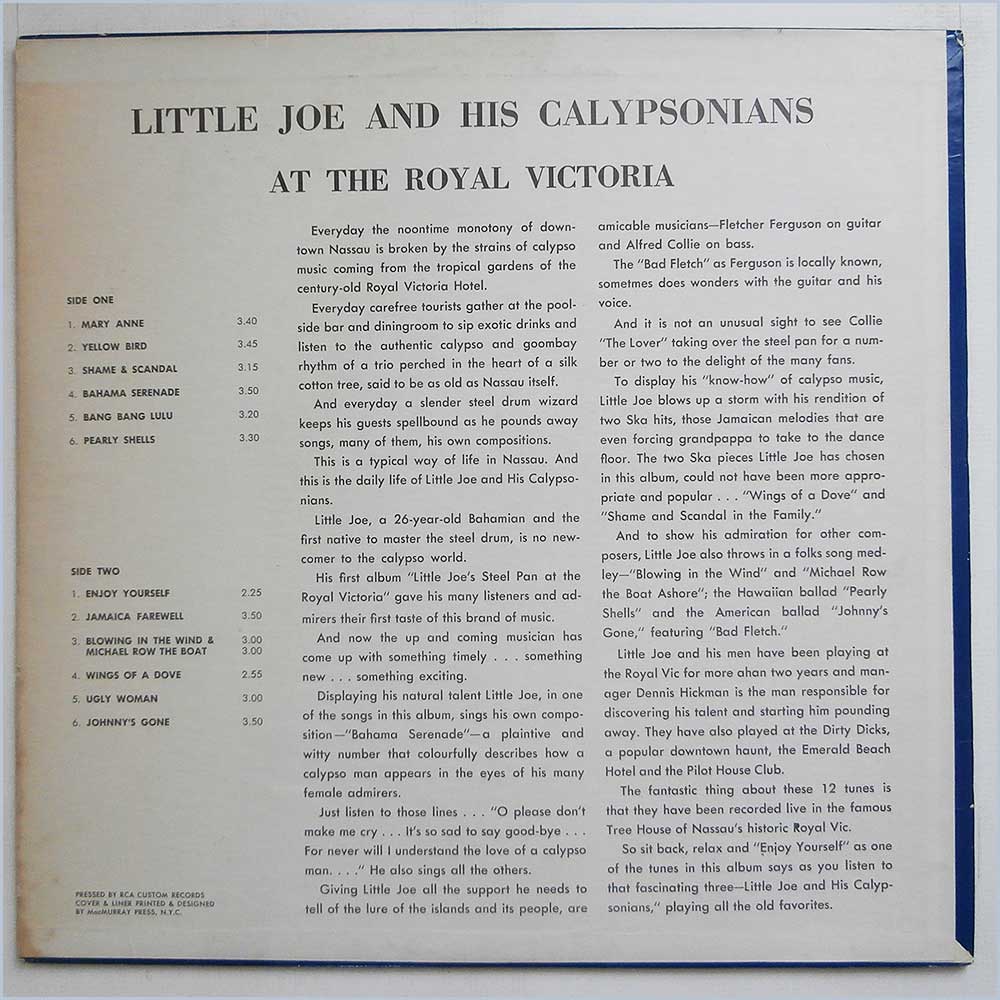 LITTLE JOE AND HIS CALYPSONIANS
AT THE ROYAL VICTORIA
SIDE ONE
1. MARY ANNE 3.40
2. YELLOW BIRD 3.45
3. SHAME & SCANDAL 3.15
4. BAHAMA SERENADE 3.50
5. BANG BANG LULU 3.20
6. PEARLY SHELLS 3.30
SIDE TWO
1. ENJOY YOURSELF 2.25
2. JAMAICA FAREWELL 3.50
3. BLOWING IN THE WIND & 3.00
MICHAEL ROW THE BOAT 3.00
4. WINGS OF A DOVE 2.55
5. UGLY WOMAN 3.00
6. JOHNNY'S GONE 3.50
PRESSED BY RCA CUSTOM RECORDS
COVER & LINER PRINTED & DESIGNED
BY MacMURRAY PRESS, N.Y.C.
Everyday the noontime monotony of down-
town Nassau is broken by the strains of calypso
music coming from the tropical gardens of the
century-old Royal Victoria Hotel.
Everyday carefree tourists gather at the pool-
side bar and diningroom to sip exotic drinks and
listen to the authentic calypso and goombay
rhythm of a trio perched in the heart of a silk
cotton tree, said to be as old as Nassau itself.
And everyday a slender steel drum wizard
keeps his guests spellbound as he pounds away
songs, many of them, his own compositions.
This is a typical way of life in Nassau. And
this is the daily life of Little Joe and His Calypso-
nians.
Little Joe, a 26-year-old Bahamian and the
first native to master the steel drum, is no new-
comer to the calypso world.
His first album "Little Joe's Steel Pan at the
Royal Victoria" gave his many listeners and ad-
mirers their first taste of this brand of music.
And now the up and coming musician has
come up with something timely . . . something
new . . . something exciting.
Displaying his natural talent Little Joe, in one
of the songs in this album, sings his own compo-
sition—"Bahama Serenade"—a plaintive and
witty number that colourfully describes how a
calypso man appears in the eyes of his many
female admirers.
Just listen to those lines . . . "O please don't
make me cry . . . It's so sad to say good-bye . . .
For never will I understand the love of a calypso
man. . . ." He also sings all the others.
Giving Little Joe all the support he needs to
tell of the lure of the islands and its people, are
amicable musicians—Fletcher Ferguson on guitar
and Alfred Collie on bass.
The "Bad Fletch" as Ferguson is locally known,
sometmes does wonders with the guitar and his
voice.
And it is not an unusual sight to see Collie
"The Lover" taking over the steel pan for a num-
ber or two to the delight of the many fans.
To display his "know-how" of calypso music,
Little Joe blows up a storm with his rendition of
two Ska hits, those Jamaican melodies that are
even forcing grandpappa to take to the dance
floor. The two Ska pieces Little Joe has chosen
in this album, could not have been more appro-
priate and popular . . . "Wings of a Dove" and
"Shame and Scandal in the Family."
And to show his admiration for other com-
posers, Little Joe also throws in a folks song med-
ley—"Blowing in the Wind" and "Michael Row
the Boat Ashore"; the Hawaiian ballad "Pearly
Shells" and the American ballad "Johnny's
Gone," featuring "Bad Fletch."
Little Joe and his men have been playing at
the Royal Vic for more ahan two years and man-
ager Dennis Hickman is the man responsible for
discovering his talent and starting him pounding
away. They have also played at the Dirty Dicks,
a popular downtown haunt, the Emerald Beach
Hotel and the Pilot House Club.
The fantastic thing about these 12 tunes is
that they have been recorded live in the famous
Tree House of Nassau's historic Royal Vic.
So sit back, relax and "Enjoy Yourself" as one
of the tunes in this album says as you listen to
that fascinating three—Little Joe and His Calyp-
sonians," playing all the old favorites.